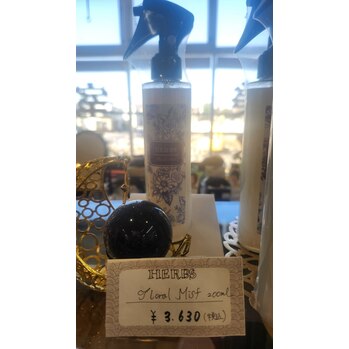 HERBS
Floral Mist 200ml
¥ 3.630 (税込)